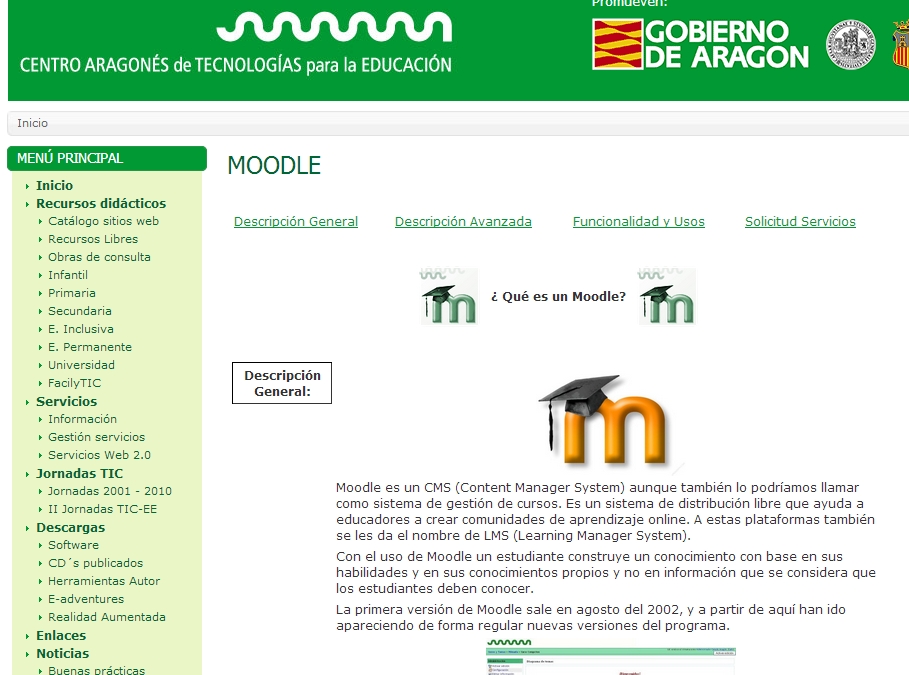 Promueven:
CENTRO ARAGONÉS de TECNOLOGÍAS para la EDUCACIÓN
GOBIERNO
DE ARAGON
Inicio
MENÚ PRINCIPAL
Inicio
Recursos didácticos
Catálogo sitios web
Recursos Libres
Obras de consulta
Infantil
Primaria
Secundaria
E. Inclusiva
E. Permanente
Universidad
FacilyTIC
Servicios
Información
Gestión servicios
Servicios Web 2.0
Jornadas TIC
Jornadas 2001 - 2010
II Jornadas TIC-EE
Descargas
Software
CD´s publicados
Herramientas Autor
E-adventures
Realidad Aumentada
Enlaces
Noticias
Buenas prácticas
MOODLE
Descripción General Descripción Avanzada Funcionalidad y Usos Solicitud Servicios
m ¿ Qué es un Moodle? m
Descripción
General:
m
Moodle es un CMS (Content Manager System) aunque también lo podríamos llamar
como sistema de gestión de cursos. Es un sistema de distribución libre que ayuda a
educadores a crear comunidades de aprendizaje online. A estas plataformas también
se les da el nombre de LMS (Learning Manager System).
Con el uso de Moodle un estudiante construye un conocimiento con base en sus
habilidades y en sus conocimientos propios y no en información que se considera que
los estudiantes deben conocer.
La primera versión de Moodle sale en agosto del 2002, y a partir de aquí han ido
apareciendo de forma regular nuevas versiones del programa.